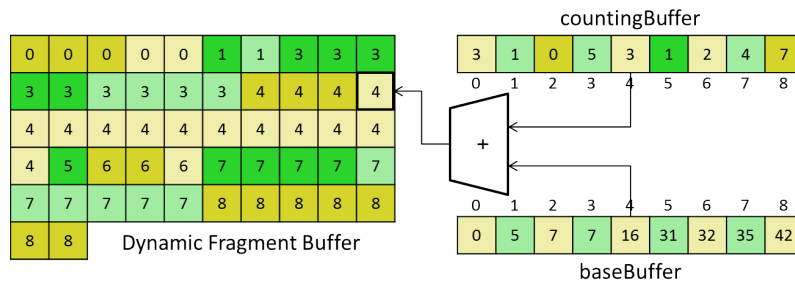 countingBuffer
0 0 0 0 0 1 1 3 3 3
3 1 0 5 3 1 2 4 7
3 3 3 3 3 3 4 4 4 4
0 1 2 3 4 5 6 7 8
4 4 4 4 4 4 4 4 4 4
+
4 5 6 6 6 7 7 7 7 7
0 1 2 3 4 5 6 7 8
7 7 7 7 7 8 8 8 8 8
0 5 7 7 16 31 32 35 42
8 8
Dynamic Fragment Buffer
baseBuffer